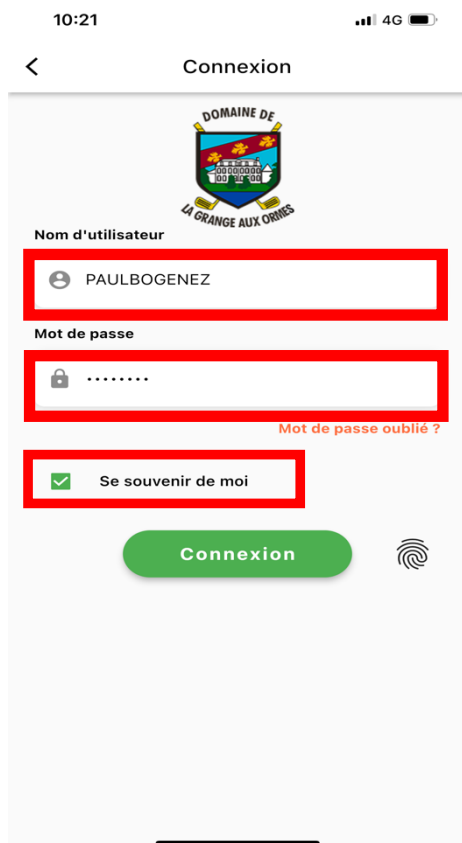 10:21
4G
Connexion
DOMAINE DE
LA GRANGE AUX ORMES
Nom d'utilisateur
PAULBOGENEZ
Mot de passe
········
Mot de passe oublié ?
Se souvenir de moi
Connexion